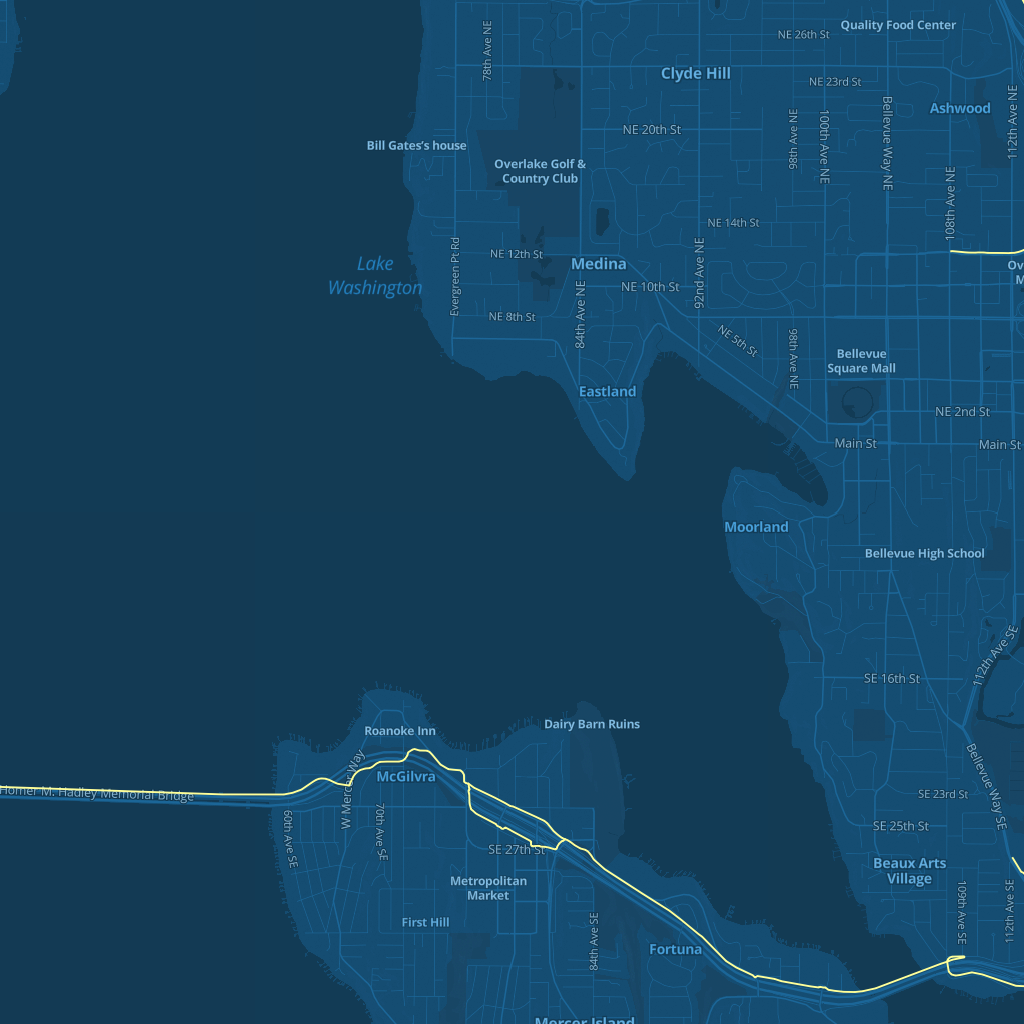 Quality Food Center
NE 26th St
78th Ave NE
Clyde Hill
NE 23rd St
Ashwood
112th Ave NE
Bellevue Way NE
98th Ave NE
100th Ave NE
NE 20th St
Bill Gates's house
Overlake Golf &
Country Club
108th Ave NE
NE 14th St
Evergreen Pt Rd
NE 12th St
Lake
Washington
Medina
92nd Ave NE
Ov
M
NE 10th St
84th Ave NE
NE 8th St
NE 5th St
98th Ave NE
Bellevue
Square Mall
Eastland
NE 2nd St
Main St
Main St
Moorland
Bellevue High School
112th Ave SE
SE 16th St
Dairy Barn Ruins
Roanoke Inn
W Mercer Way
McGilvra
Homer M. Hadley Memorial Bridge
Bellevue Way SE
SE 23rd St
60th Ave SE
70th Ave SE
SE 25th St
SE 27th St
Beaux Arts
Village
Metropolitan
Market
109th Ave SE
112th Ave SE
First Hill
84th Ave SE
Fortuna
Mercer Island